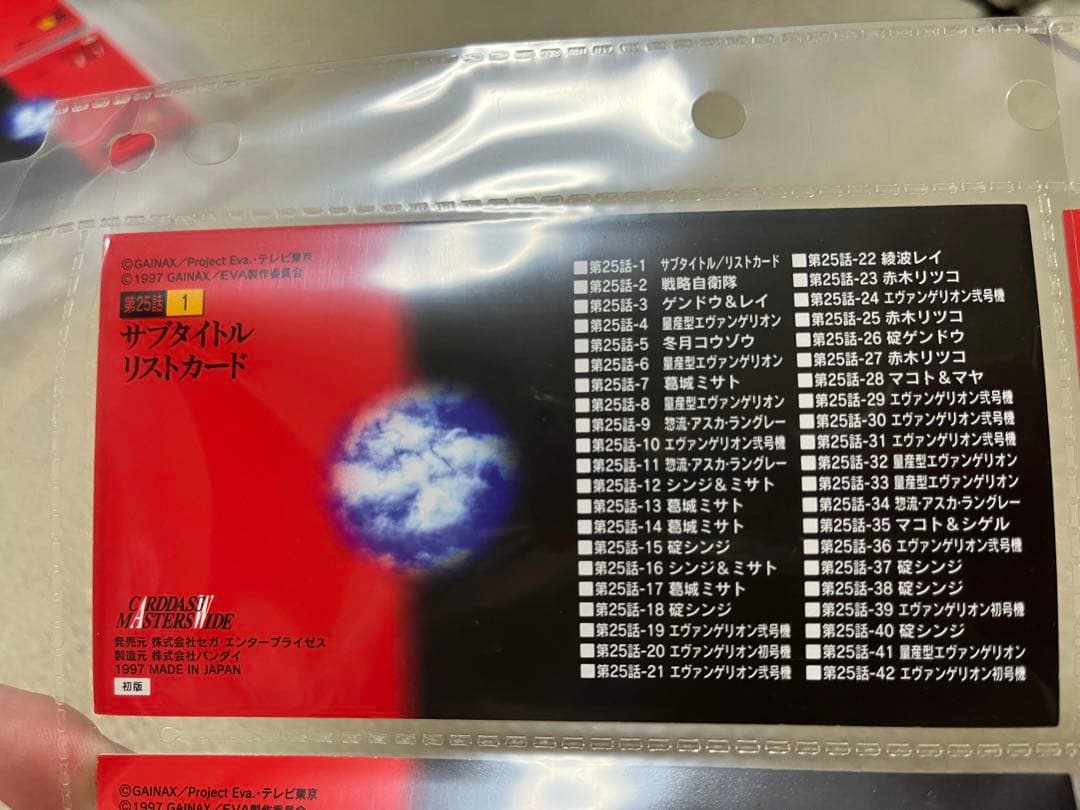 ©GAINAX／Project Eva.・テレビ東京
©1997 GAINAX／EVA製作委員会
第25話 1
サブタイトル
リストカード
CARDDASS
MASTERS WIDE
発売元 株式会社セガ・エンタープライゼス
製造元 株式会社バンダイ
1997 MADE IN JAPAN
初版
第25話-1 サブタイトル／リストカード
第25話-2 戦略自衛隊
第25話-3 ゲンドウ＆レイ
第25話-4 量産型エヴァンゲリオン
第25話-5 冬月コウゾウ
第25話-6 量産型エヴァンゲリオン
第25話-7 葛城ミサト
第25話-8 量産型エヴァンゲリオン
第25話-9 惣流・アスカ・ラングレー
第25話-10 エヴァンゲリオン弐号機
第25話-11 惣流・アスカ・ラングレー
第25話-12 シンジ＆ミサト
第25話-13 葛城ミサト
第25話-14 葛城ミサト
第25話-15 碇シンジ
第25話-16 シンジ＆ミサト
第25話-17 葛城ミサト
第25話-18 碇シンジ
第25話-19 エヴァンゲリオン弐号機
第25話-20 エヴァンゲリオン初号機
第25話-21 エヴァンゲリオン弐号機
第25話-22 綾波レイ
第25話-23 赤木リツコ
第25話-24 エヴァンゲリオン弐号機
第25話-25 赤木リツコ
第25話-26 碇ゲンドウ
第25話-27 赤木リツコ
第25話-28 マコト＆マヤ
第25話-29 エヴァンゲリオン弐号機
第25話-30 エヴァンゲリオン弐号機
第25話-31 エヴァンゲリオン弐号機
第25話-32 量産型エヴァンゲリオン
第25話-33 量産型エヴァンゲリオン
第25話-34 惣流・アスカ・ラングレー
第25話-35 マコト＆シゲル
第25話-36 エヴァンゲリオン弐号機
第25話-37 碇シンジ
第25話-38 碇シンジ
第25話-39 エヴァンゲリオン初号機
第25話-40 碇シンジ
第25話-41 量産型エヴァンゲリオン
第25話-42 エヴァンゲリオン初号機
©GAINAX／Project Eva.・テレビ東京
©1997 GAINAX／EVA製作委員会